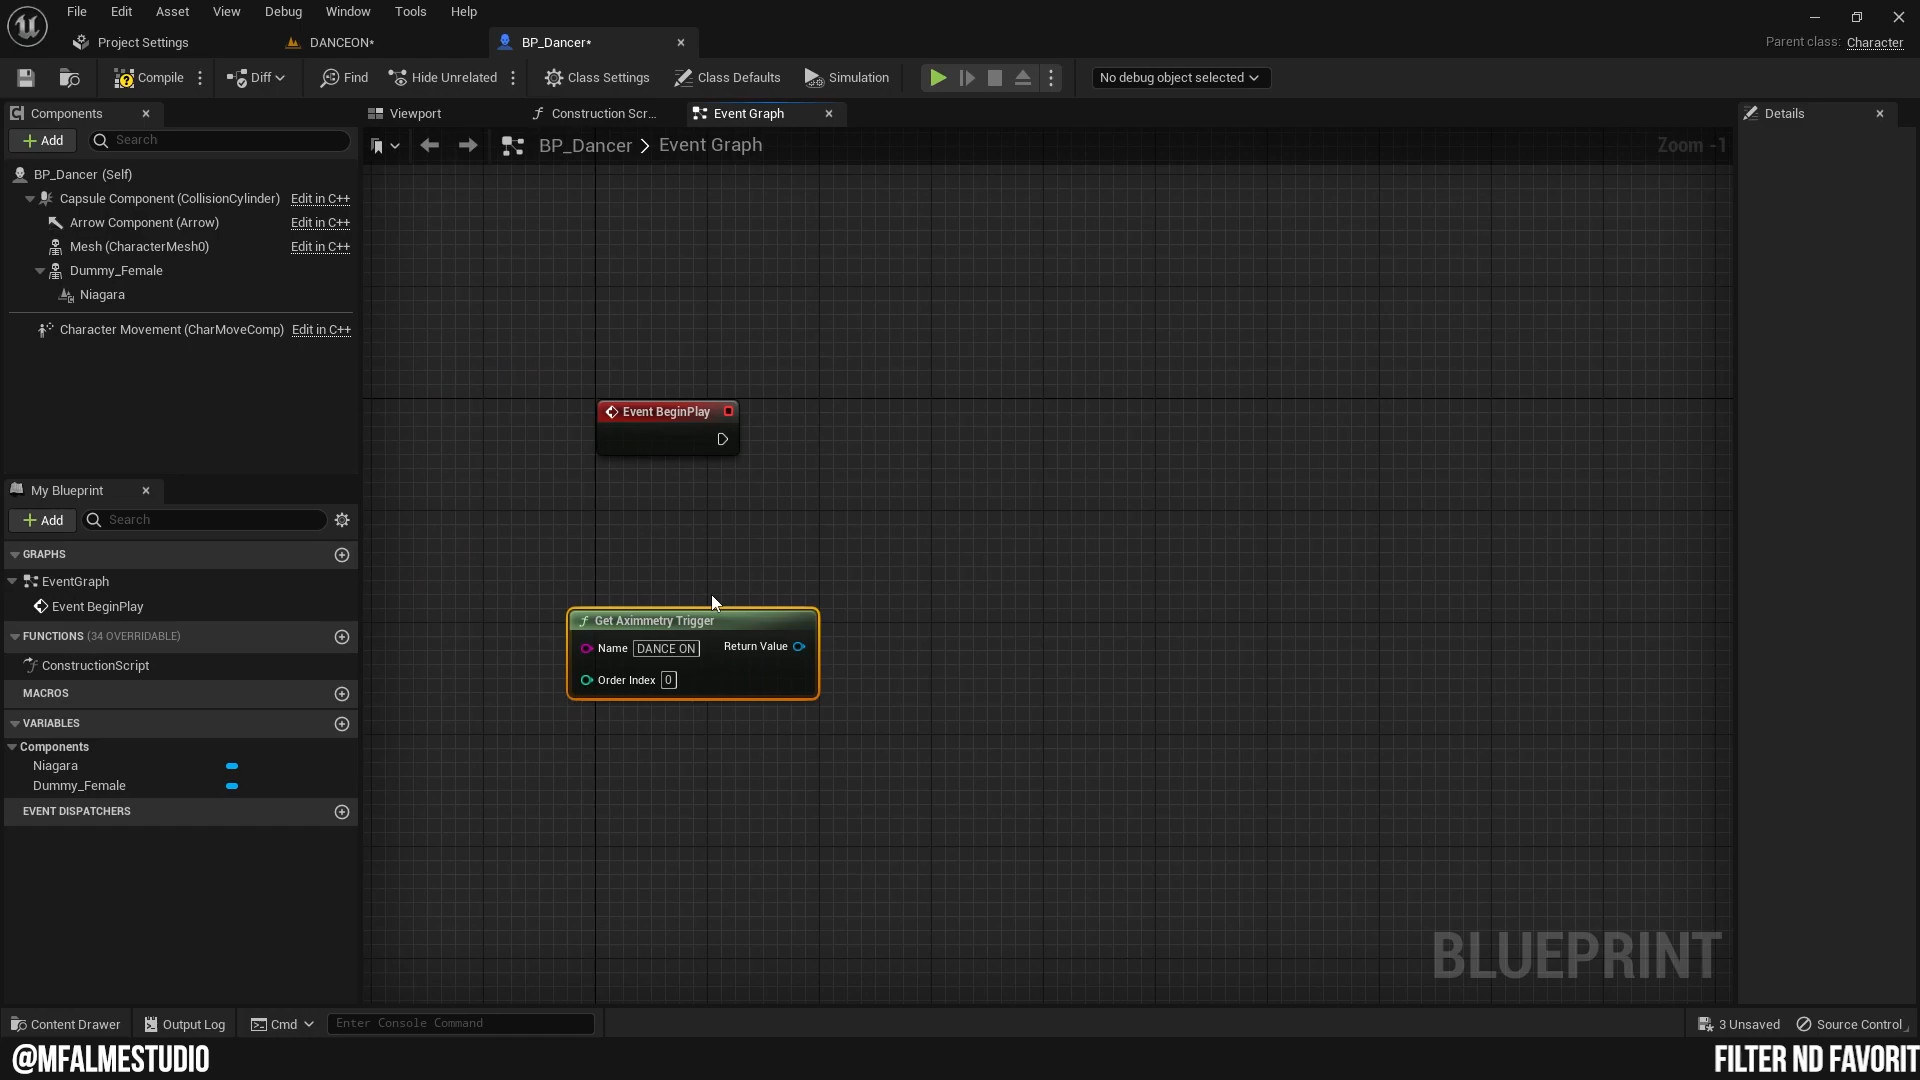 File Edit Asset View Debug Window Tools Help
Project Settings DANCEON* BP_Dancer* Parent class: Character
Compile Diff Find Hide Unrelated Class Settings Class Defaults Simulation No debug object selected
Components Viewport Construction Scr... Event Graph Details
Add Search BP_Dancer > Event Graph Zoom -1
BP_Dancer (Self)
Capsule Component (CollisionCylinder) Edit in C++
Arrow Component (Arrow) Edit in C++
Mesh (CharacterMesh0) Edit in C++
Dummy_Female
Niagara
Character Movement (CharMoveComp) Edit in C++
Event BeginPlay
My Blueprint
Add Search
GRAPHS
EventGraph
Event BeginPlay
FUNCTIONS (34 OVERRIDABLE)
ConstructionScript
MACROS
VARIABLES
Components
Niagara
Dummy_Female
EVENT DISPATCHERS
Get Aximmetry Trigger
Name DANCE ON Return Value
Order Index 0
BLUEPRINT
Content Drawer Output Log Cmd Enter Console Command 3 Unsaved Source Control
@MFALMESTUDIO FILTER ND FAVORIT